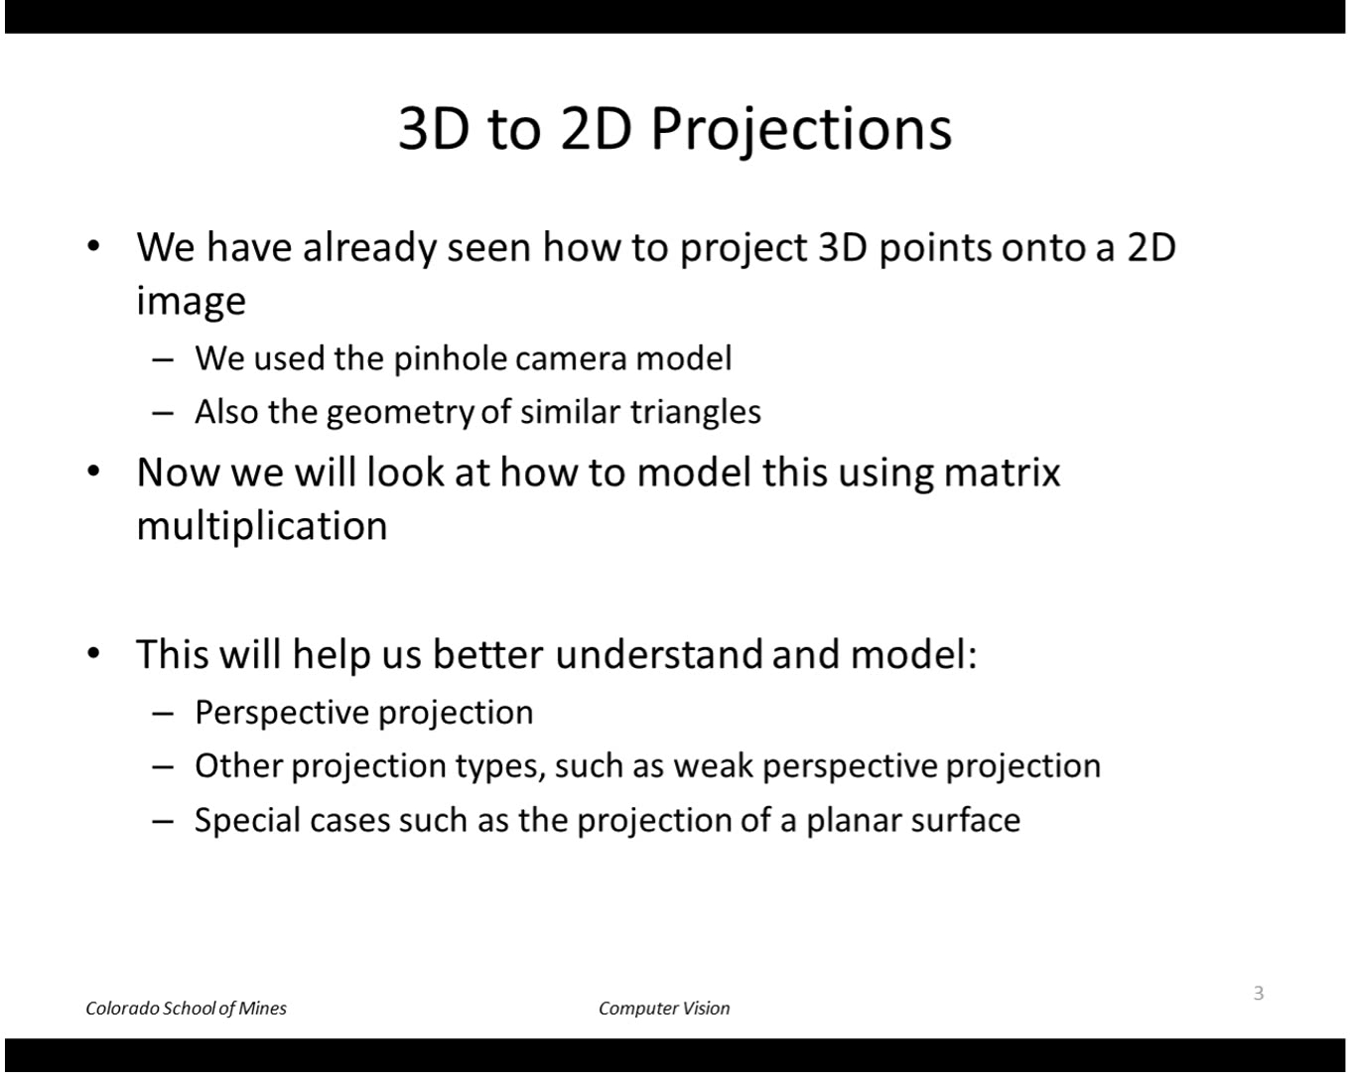 3D to 2D Projections
• We have already seen how to project 3D points onto a 2D
image
– We used the pinhole camera model
– Also the geometry of similar triangles
• Now we will look at how to model this using matrix
multiplication
• This will help us better understand and model:
– Perspective projection
– Other projection types, such as weak perspective projection
– Special cases such as the projection of a planar surface
Colorado School of Mines
Computer Vision
3